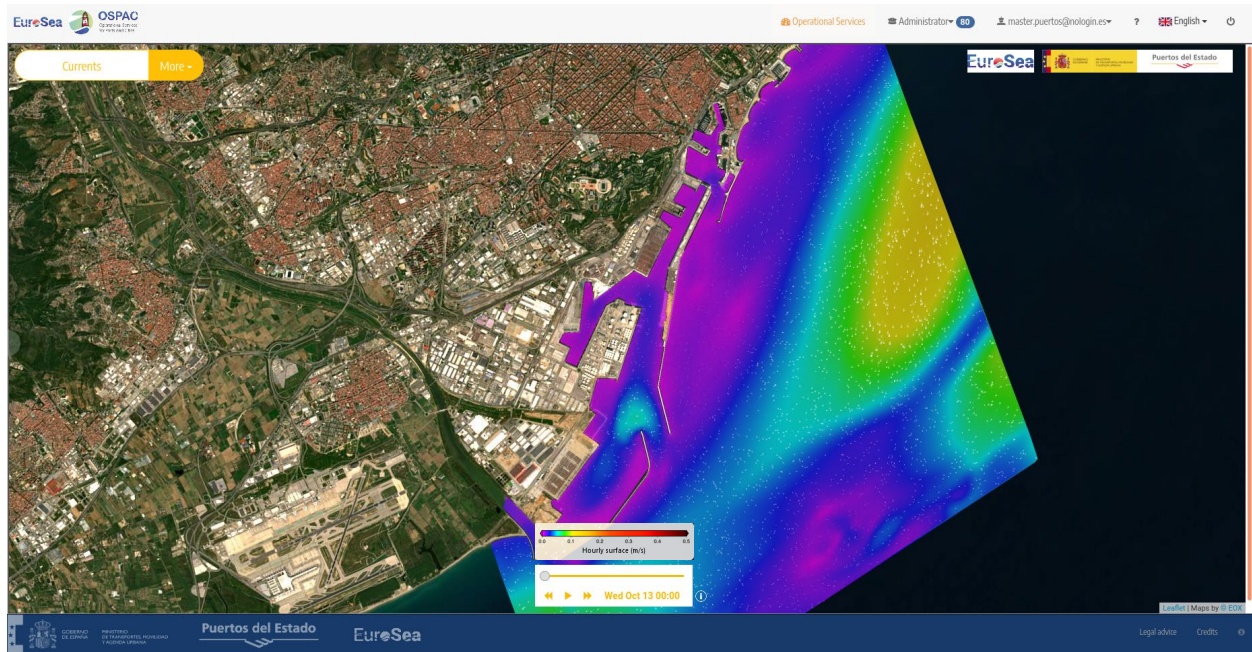 EuroSea
OSPAC
Operational Services
Operational Services
Administrator
80
master.puertos@nologin.es
?
English
Currents
More
EuroSea
Puertos del Estado
0.0 0.1 0.2 0.3 0.4 0.5
Hourly surface (m/s)
Wed Oct 13 00:00
i
Leaflet | Maps by © EOX
GOBIERNO
DE ESPAÑA
MINISTERIO
DE TRANSPORTES, MOVILIDAD
Y AGENDA URBANA
Puertos del Estado
EuroSea
Legal advice
Credits